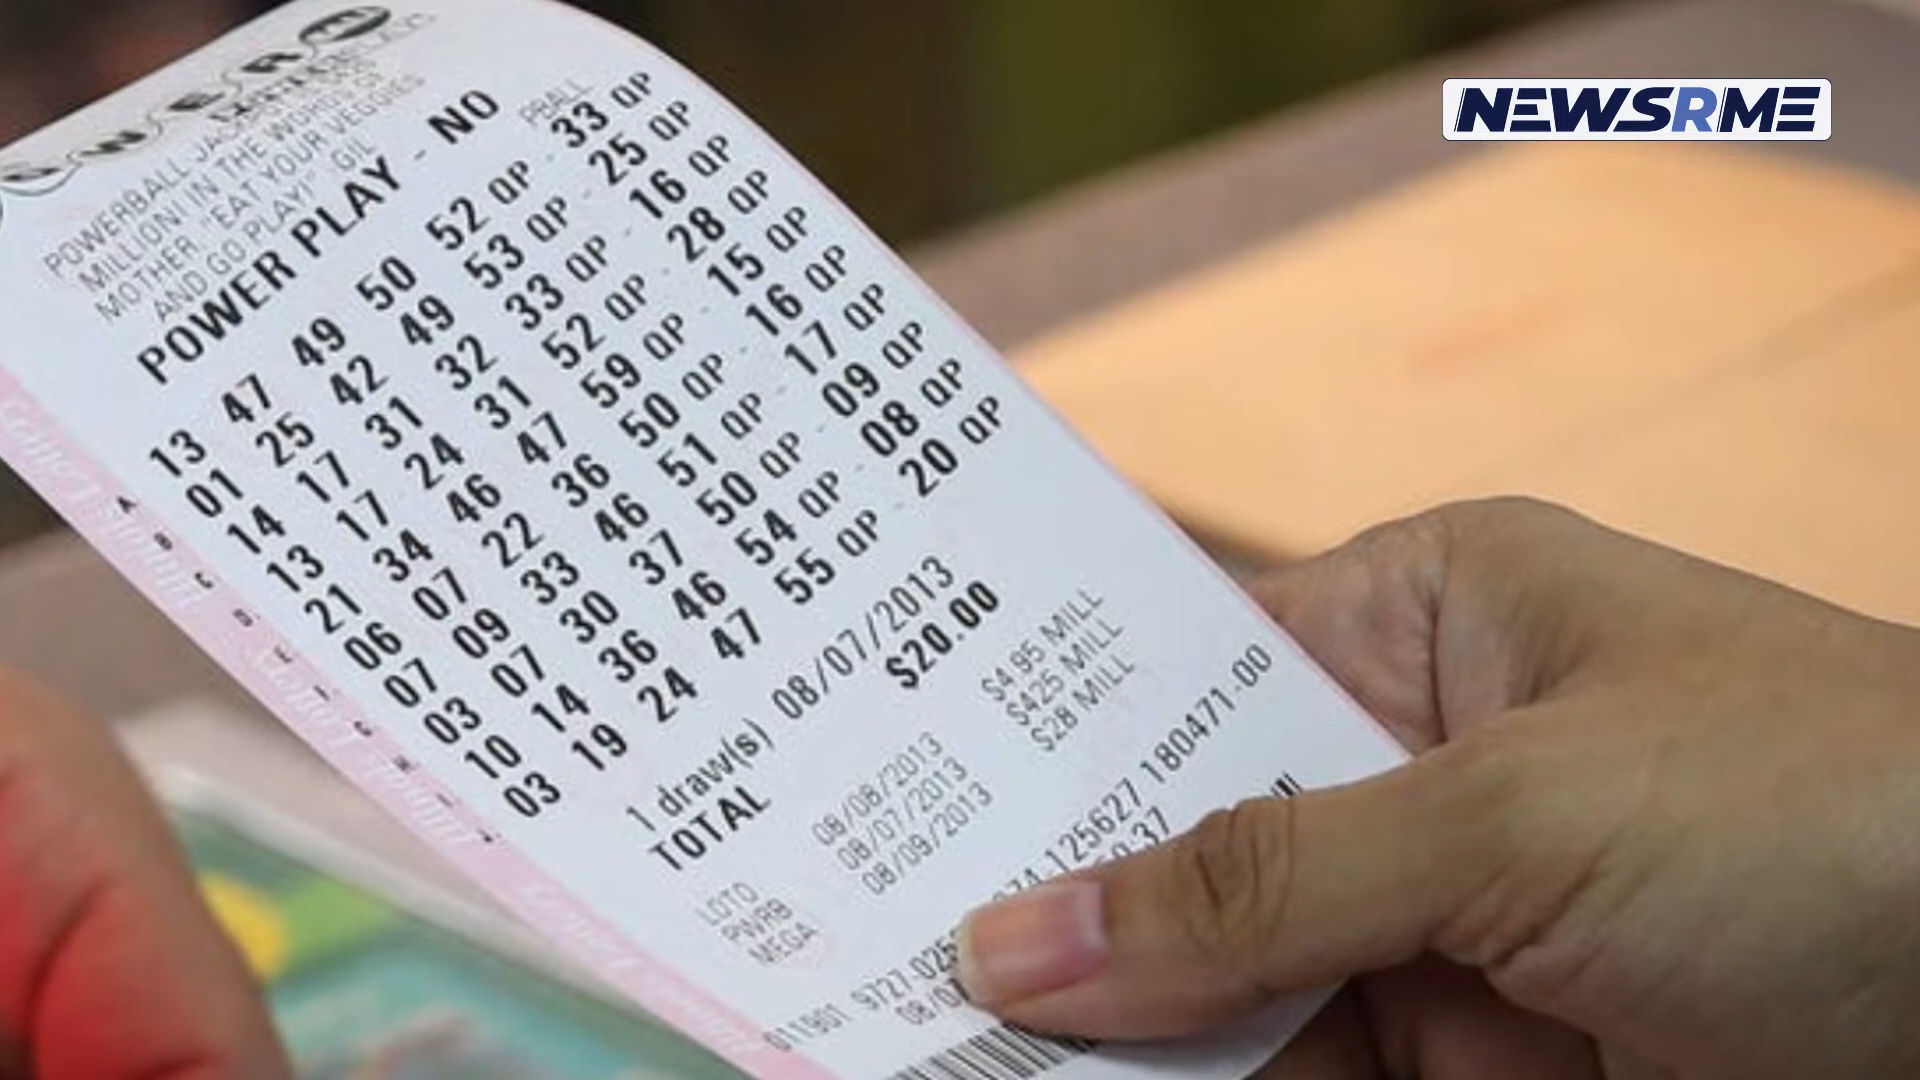 NEWSRME
POWERBALL
MILLION! IN THE
MOTHER, "EAT YOUR VEGGIES
AND GO PLAY!" GIL
POWER PLAY - NO
PBALL
A. 13 47 49 50 52 QP - 33 QP
B. 01 25 42 49 53 QP - 25 QP
C. 14 17 31 32 33 QP - 16 QP
D. 13 17 24 31 52 QP - 28 QP
E. 21 34 46 47 59 QP - 15 QP
F. 06 07 22 36 50 QP - 16 QP
G. 07 09 33 46 51 QP - 17 QP
H. 03 07 30 37 50 QP - 09 QP
I. 10 14 36 46 54 QP - 08 QP
03 19 24 47 55 QP - 20 QP
1 draw(s) 08/07/2013
TOTAL $20.00
LOTO 08/08/2013 $4.95 MILL
PWRB 08/07/2013 $425 MILL
MEGA 08/09/2013 $28 MILL
125627 180471-00
011901 9727-025